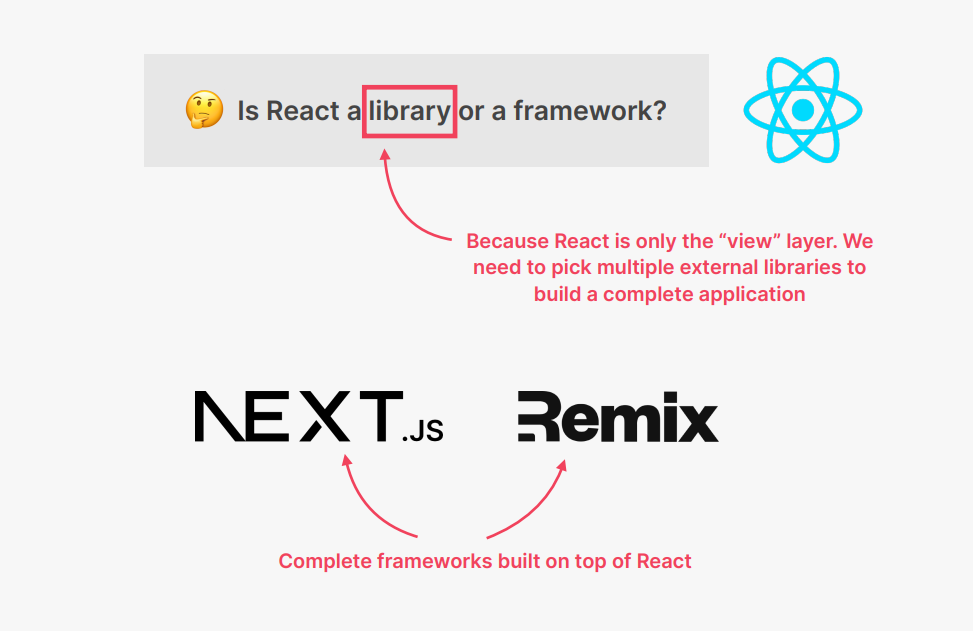 🤔 Is React a library or a framework?
Because React is only the “view” layer. We
need to pick multiple external libraries to
build a complete application
NEXT.JS
Remix
Complete frameworks built on top of React